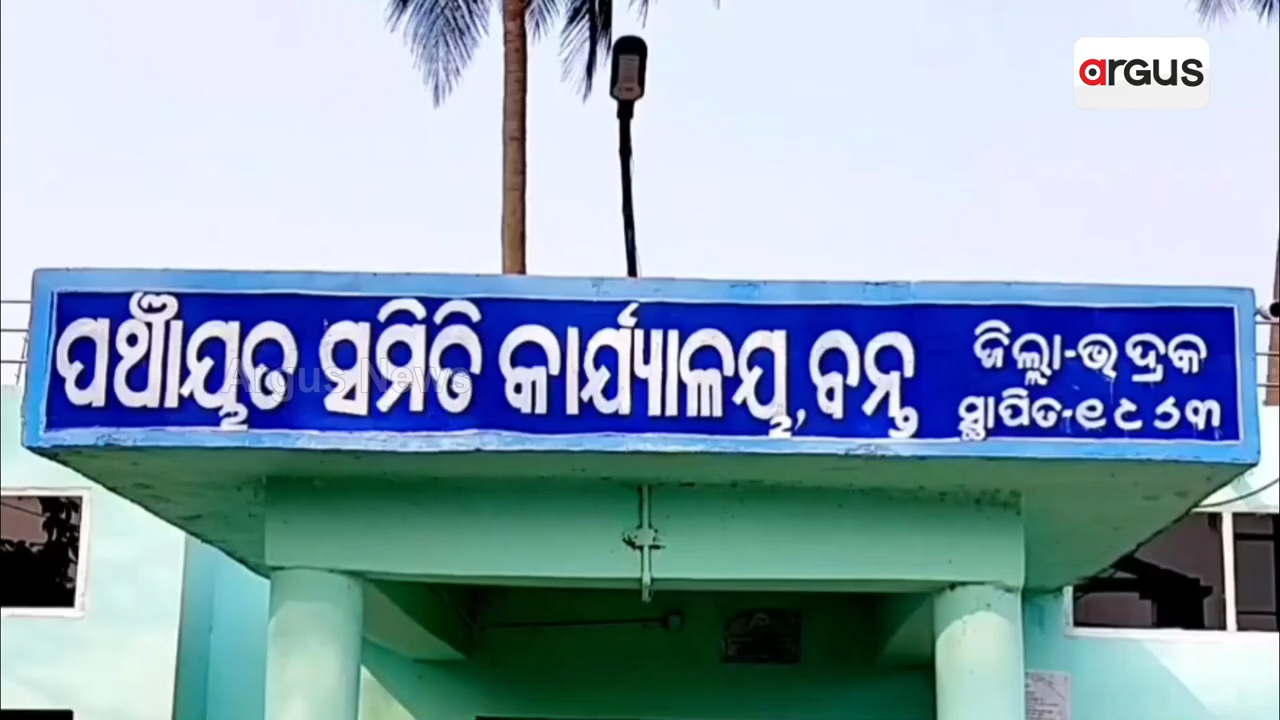 argus
ପଞ୍ଚାୟତ ସମିତି କାର୍ଯ୍ୟାଳୟ, ବନ୍ତ
ଜିଲ୍ଲା-ଭଦ୍ରକ
ସ୍ଥାପିତ-୧୯୬୩
Argus News